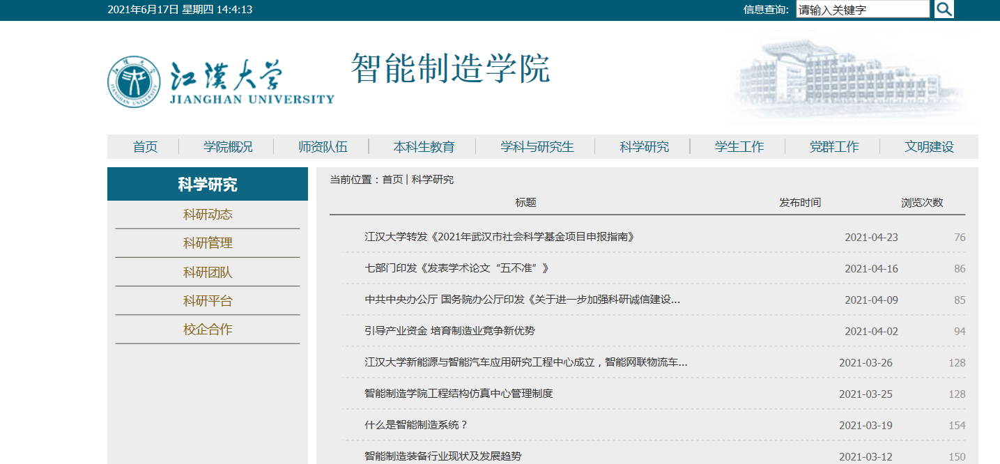 2021年6月17日 星期四 14:4:13
信息查询: 请输入关键字
江漢大学
JIANGHAN UNIVERSITY
智能制造学院
首页 学院概况 师资队伍 本科生教育 学科与研究生 科学研究 学生工作 党群工作 文明建设
科学研究
科研动态
科研管理
科研团队
科研平台
校企合作
当前位置：首页 | 科学研究
标题 发布时间 浏览次数
江汉大学转发《2021年武汉市社会科学基金项目申报指南》 2021-04-23 76
七部门印发《发表学术论文“五不准”》 2021-04-16 86
中共中央办公厅 国务院办公厅印发《关于进一步加强科研诚信建设... 2021-04-09 85
引导产业资金 培育制造业竞争新优势 2021-04-02 94
江汉大学新能源与智能汽车应用研究工程中心成立，智能网联物流车... 2021-03-26 128
智能制造学院工程结构仿真中心管理制度 2021-03-25 128
什么是智能制造系统？ 2021-03-19 154
智能制造装备行业现状及发展趋势 2021-03-12 150